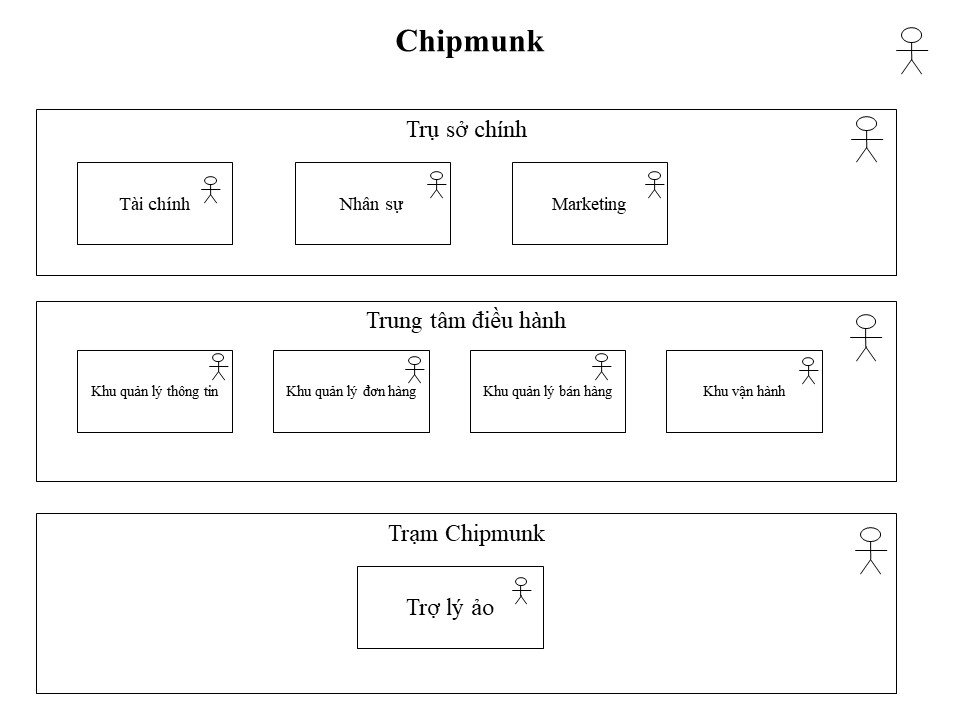 Chipmunk
Trụ sở chính
Tài chính
Nhân sự
Marketing
Trung tâm điều hành
Khu quản lý thông tin
Khu quản lý đơn hàng
Khu quản lý bán hàng
Khu vận hành
Trạm Chipmunk
Trợ lý ảo